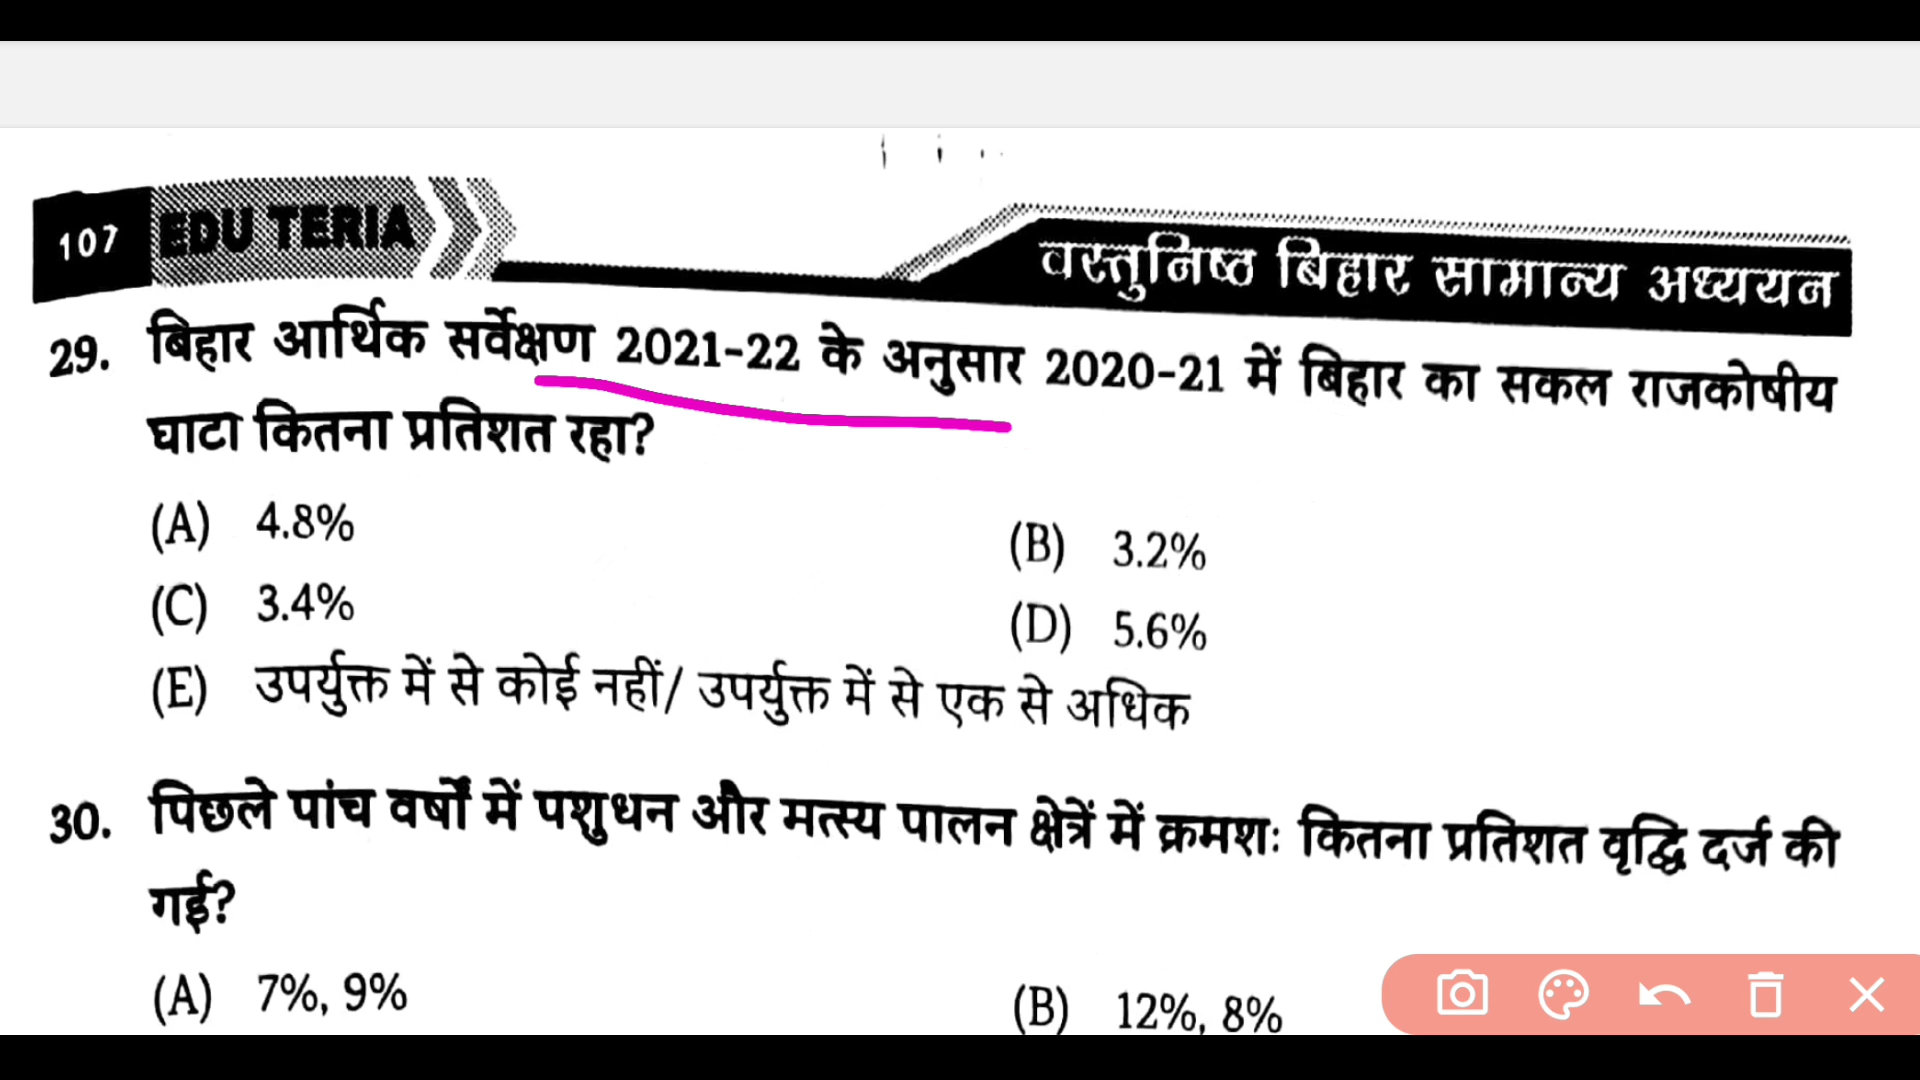 107 EDU TERIA
वस्तुनिष्ठ बिहार सामान्य अध्ययन
29. बिहार आर्थिक सर्वेक्षण 2021-22 के अनुसार 2020-21 में बिहार का सकल राजकोषीय
घाटा कितना प्रतिशत रहा?
(A) 4.8%
(B) 3.2%
(C) 3.4%
(D) 5.6%
(E) उपर्युक्त में से कोई नहीं/ उपर्युक्त में से एक से अधिक
30. पिछले पांच वर्षों में पशुधन और मत्स्य पालन क्षेत्रें में क्रमशः कितना प्रतिशत वृद्धि दर्ज की
गई?
(A) 7%, 9%
(B) 12%, 8%